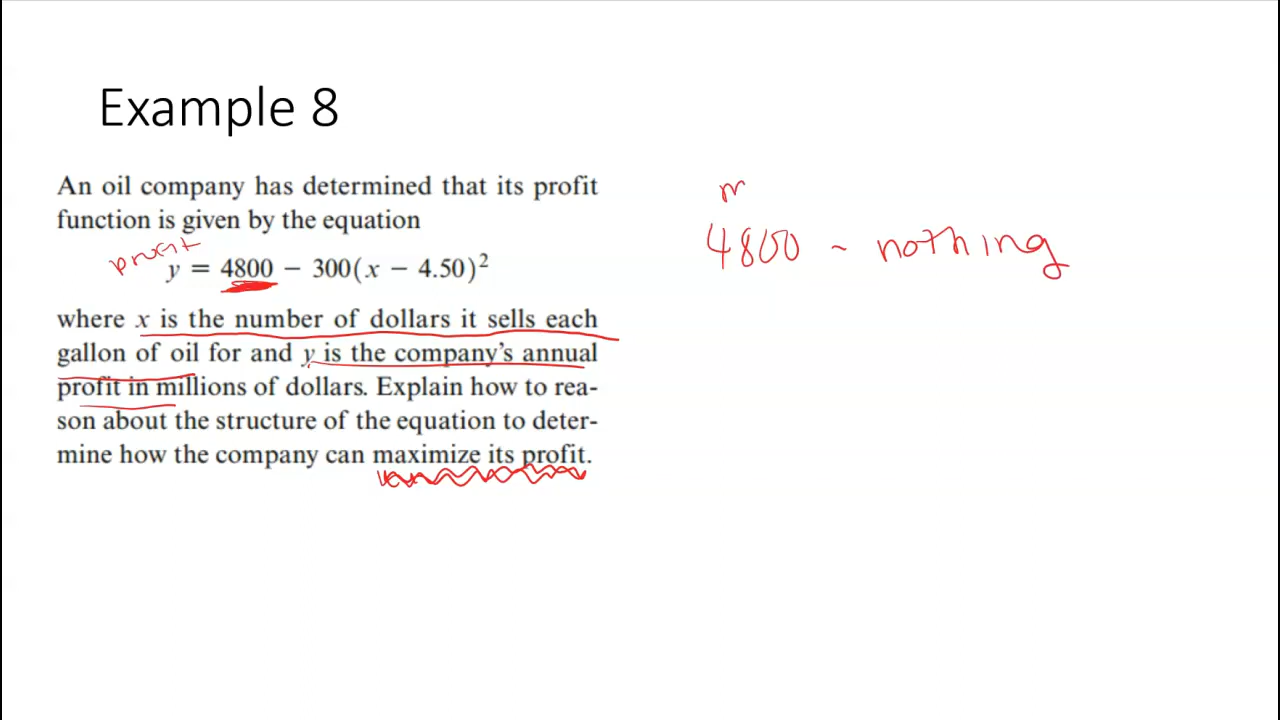 Example 8
An oil company has determined that its profit
function is given by the equation
profit
y = 4800 − 300(x − 4.50)²
where x is the number of dollars it sells each
gallon of oil for and y is the company's annual
profit in millions of dollars. Explain how to rea-
son about the structure of the equation to deter-
mine how the company can maximize its profit.
m
4800 - nothing